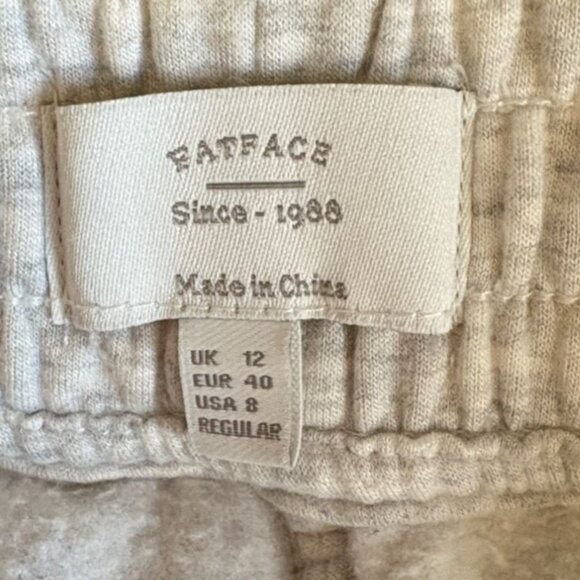 FATFACE
Since - 1988
Made in China
UK 12
EUR 40
USA 8
REGULAR